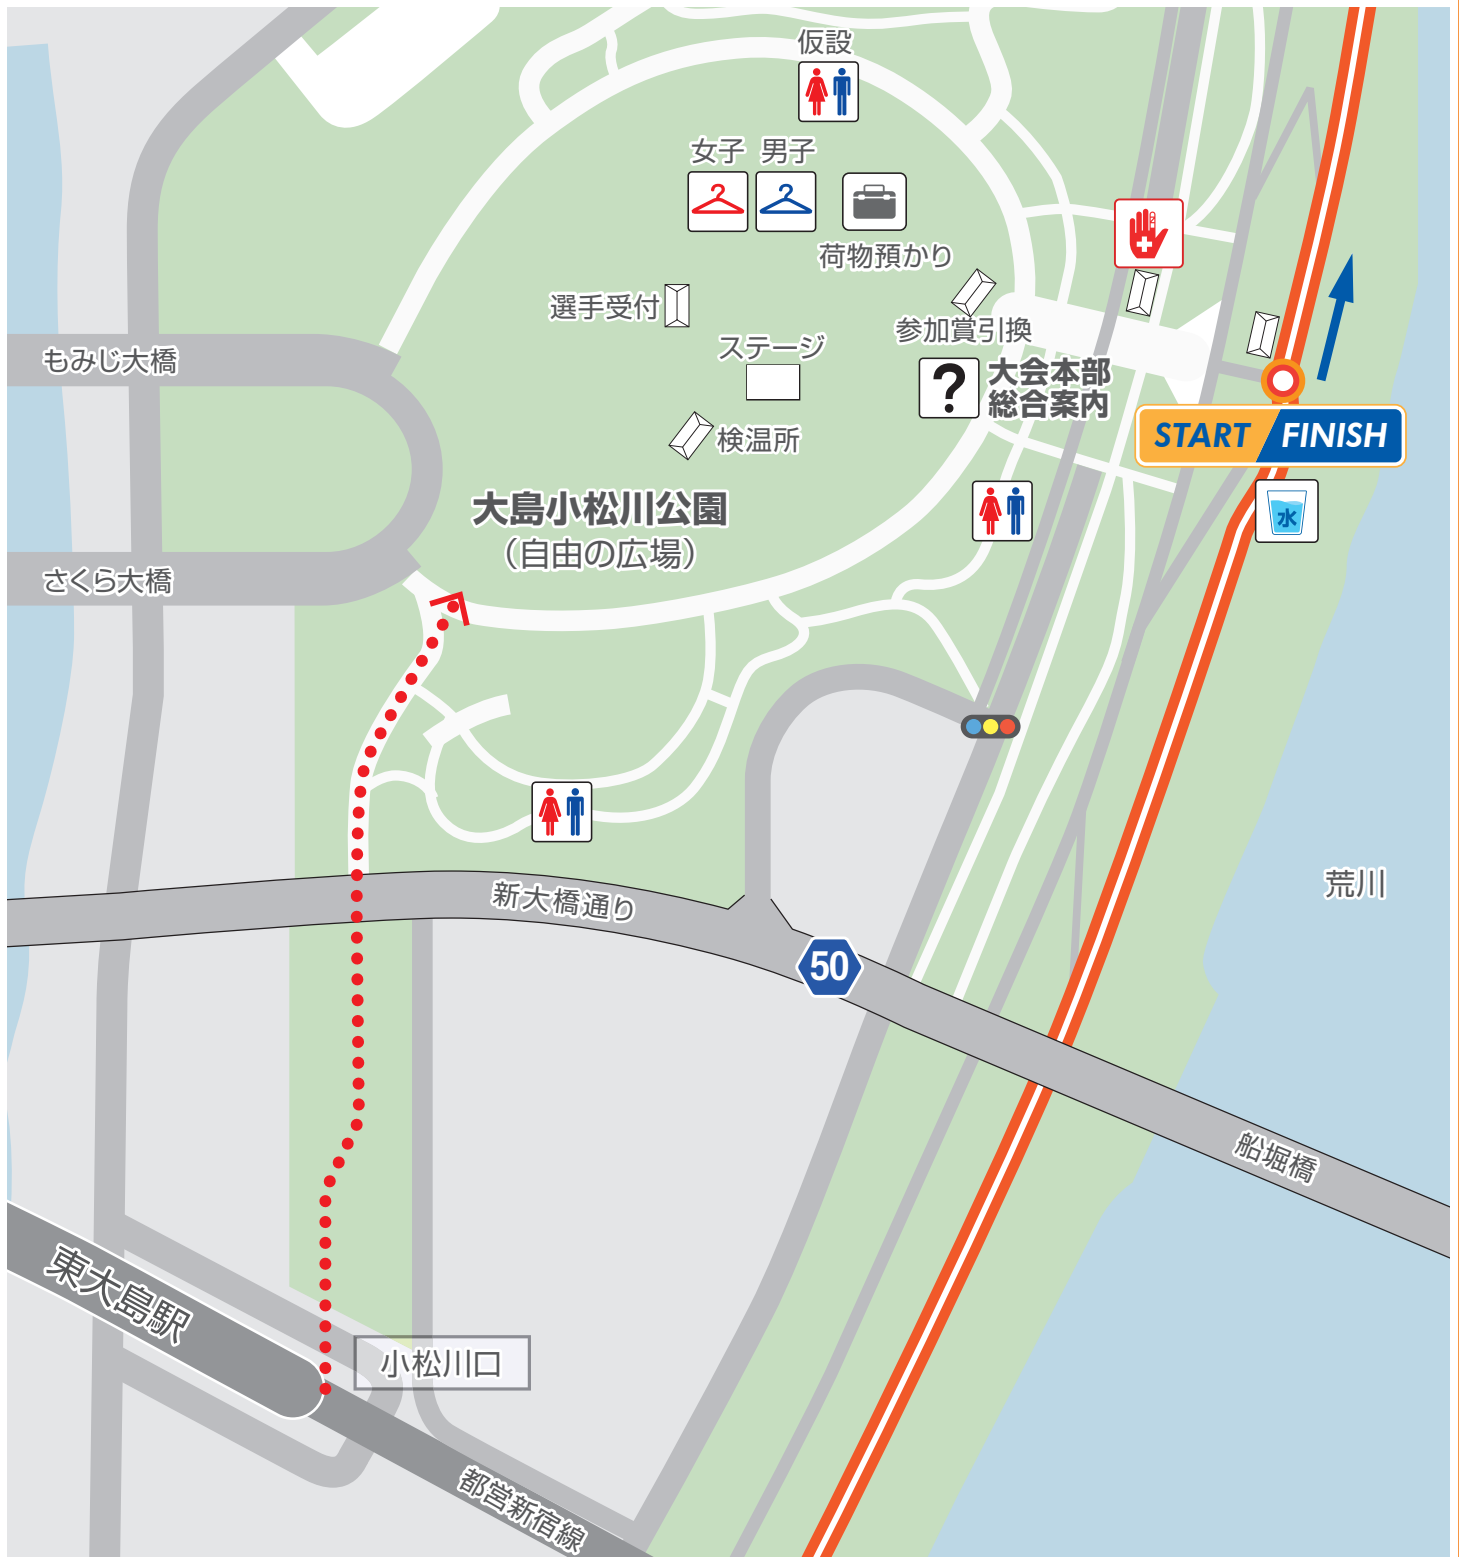 仮設
女子 男子
荷物預かり
選手受付
参加賞引換
ステージ
もみじ大橋
大会本部
総合案内
START FINISH
検温所
大島小松川公園
(自由の広場)
水
さくら大橋
新大橋通り
荒川
50
船堀橋
東大島駅
小松川口
都営新宿線